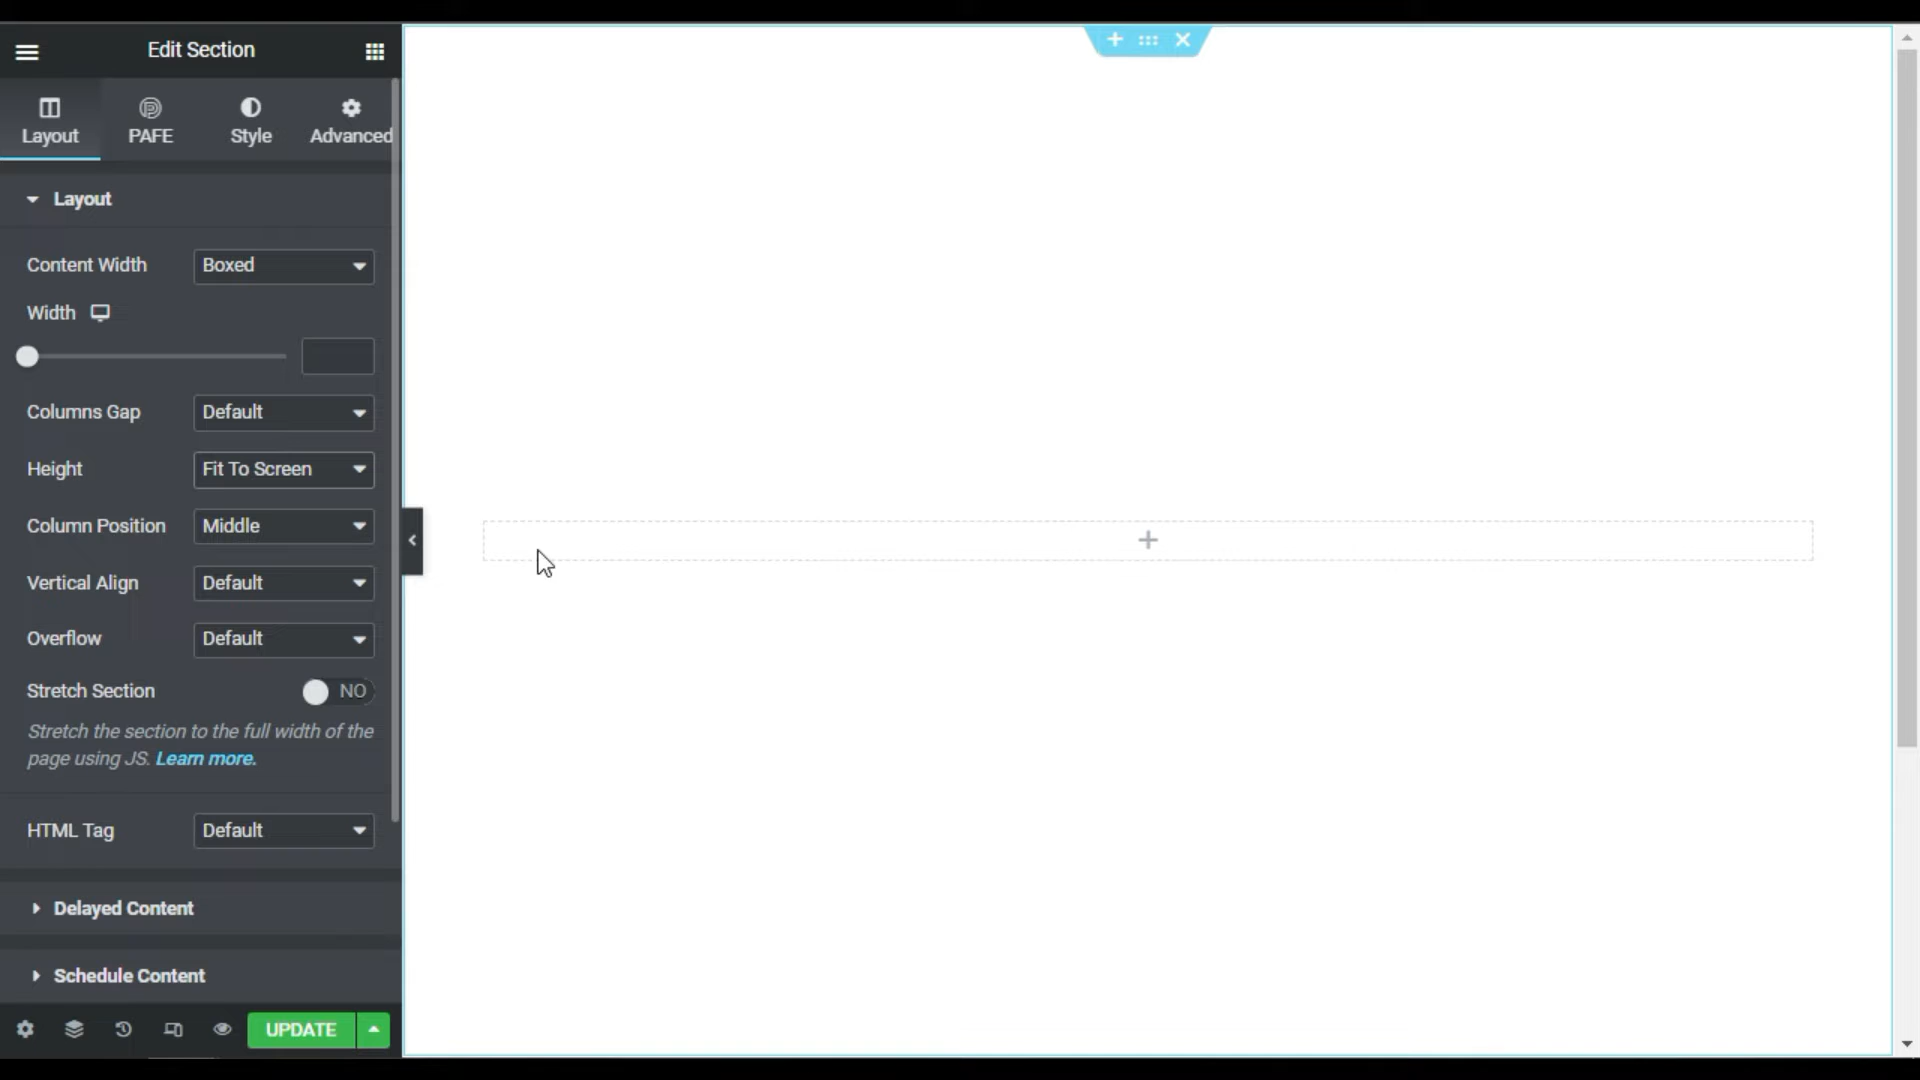 Edit Section
Layout
PAFE
Style
Advanced
Layout
Content Width
Boxed
Width
Columns Gap
Default
Height
Fit To Screen
Column Position
Middle
Vertical Align
Default
Overflow
Default
Stretch Section
NO
Stretch the section to the full width of the
page using JS. Learn more.
HTML Tag
Default
Delayed Content
Schedule Content
UPDATE